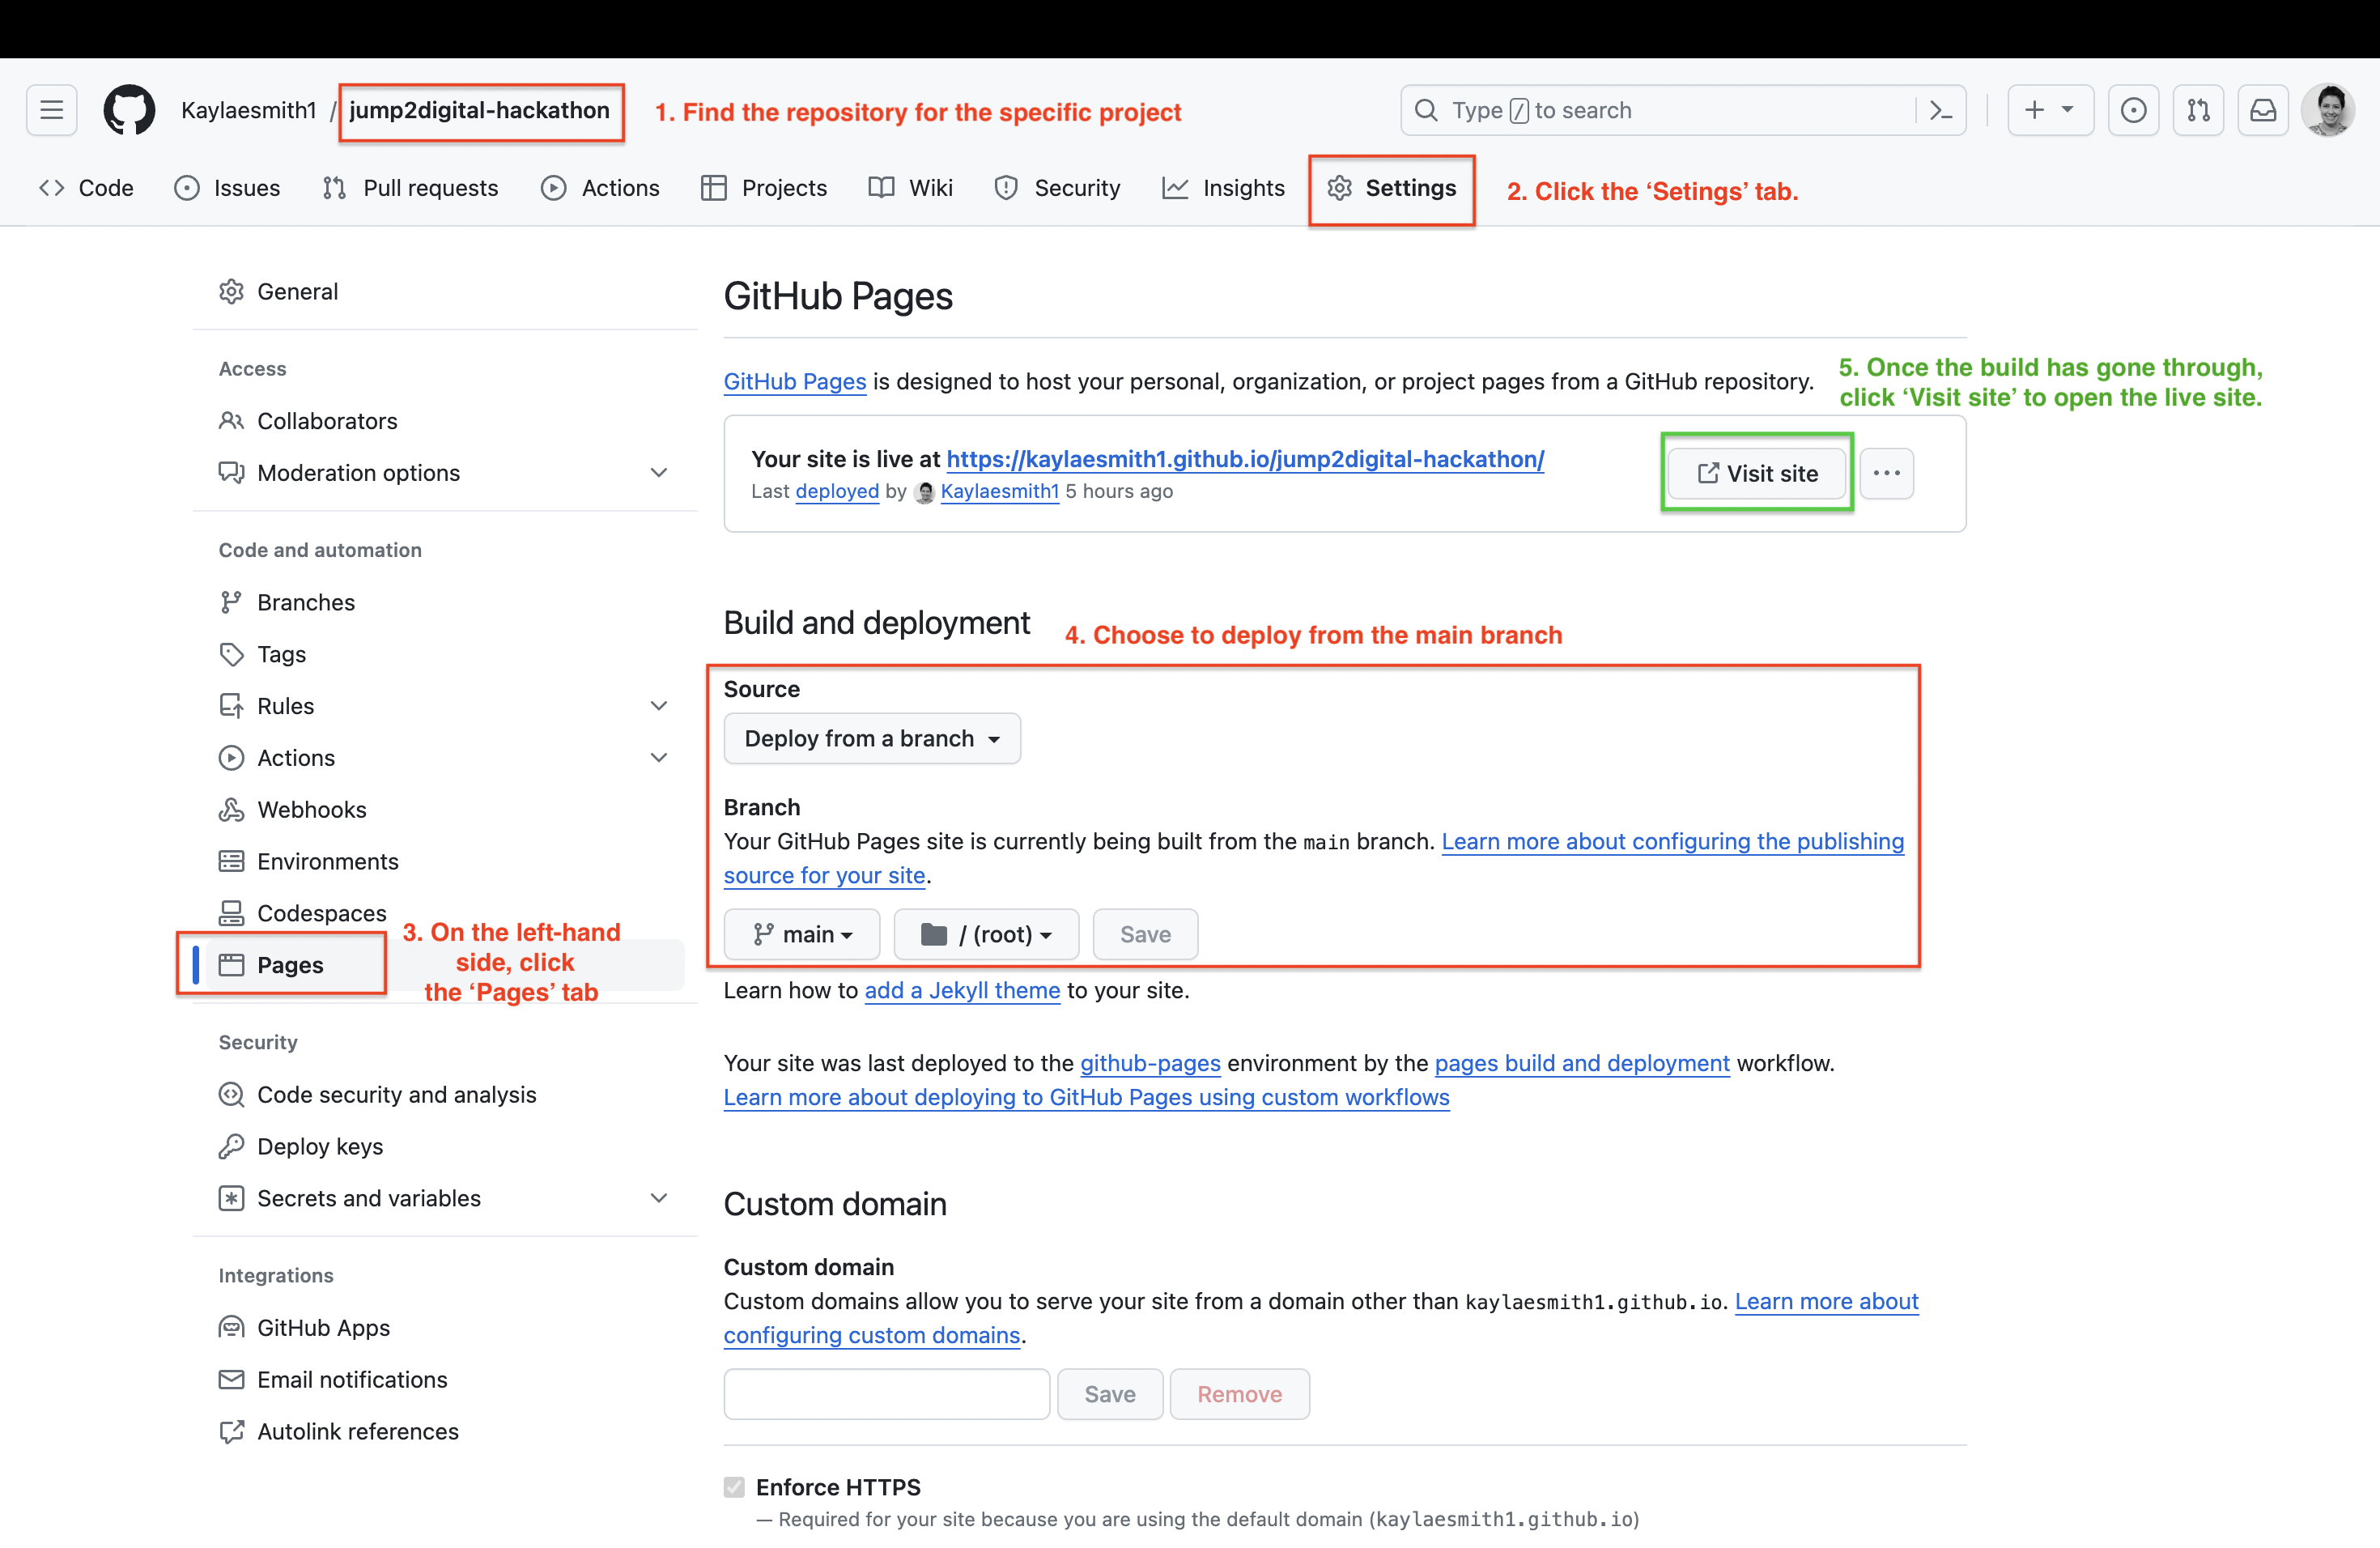 Kaylaesmith1 / jump2digital-hackathon
1. Find the repository for the specific project
Type / to search
Code
Issues
Pull requests
Actions
Projects
Wiki
Security
Insights
Settings
2. Click the ‘Setings’ tab.
General
Access
Collaborators
Moderation options
Code and automation
Branches
Tags
Rules
Actions
Webhooks
Environments
Codespaces
Pages
3. On the left-hand
side, click
the ‘Pages’ tab
Security
Code security and analysis
Deploy keys
Secrets and variables
Integrations
GitHub Apps
Email notifications
Autolink references
GitHub Pages
GitHub Pages is designed to host your personal, organization, or project pages from a GitHub repository.
5. Once the build has gone through,
click ‘Visit site’ to open the live site.
Your site is live at https://kaylaesmith1.github.io/jump2digital-hackathon/
Last deployed by Kaylaesmith1 5 hours ago
Visit site
Build and deployment
4. Choose to deploy from the main branch
Source
Deploy from a branch
Branch
Your GitHub Pages site is currently being built from the main branch. Learn more about configuring the publishing
source for your site.
main
/ (root)
Save
Learn how to add a Jekyll theme to your site.
Your site was last deployed to the github-pages environment by the pages build and deployment workflow.
Learn more about deploying to GitHub Pages using custom workflows
Custom domain
Custom domain
Custom domains allow you to serve your site from a domain other than kaylaesmith1.github.io. Learn more about
configuring custom domains.
Save
Remove
Enforce HTTPS
— Required for your site because you are using the default domain (kaylaesmith1.github.io)